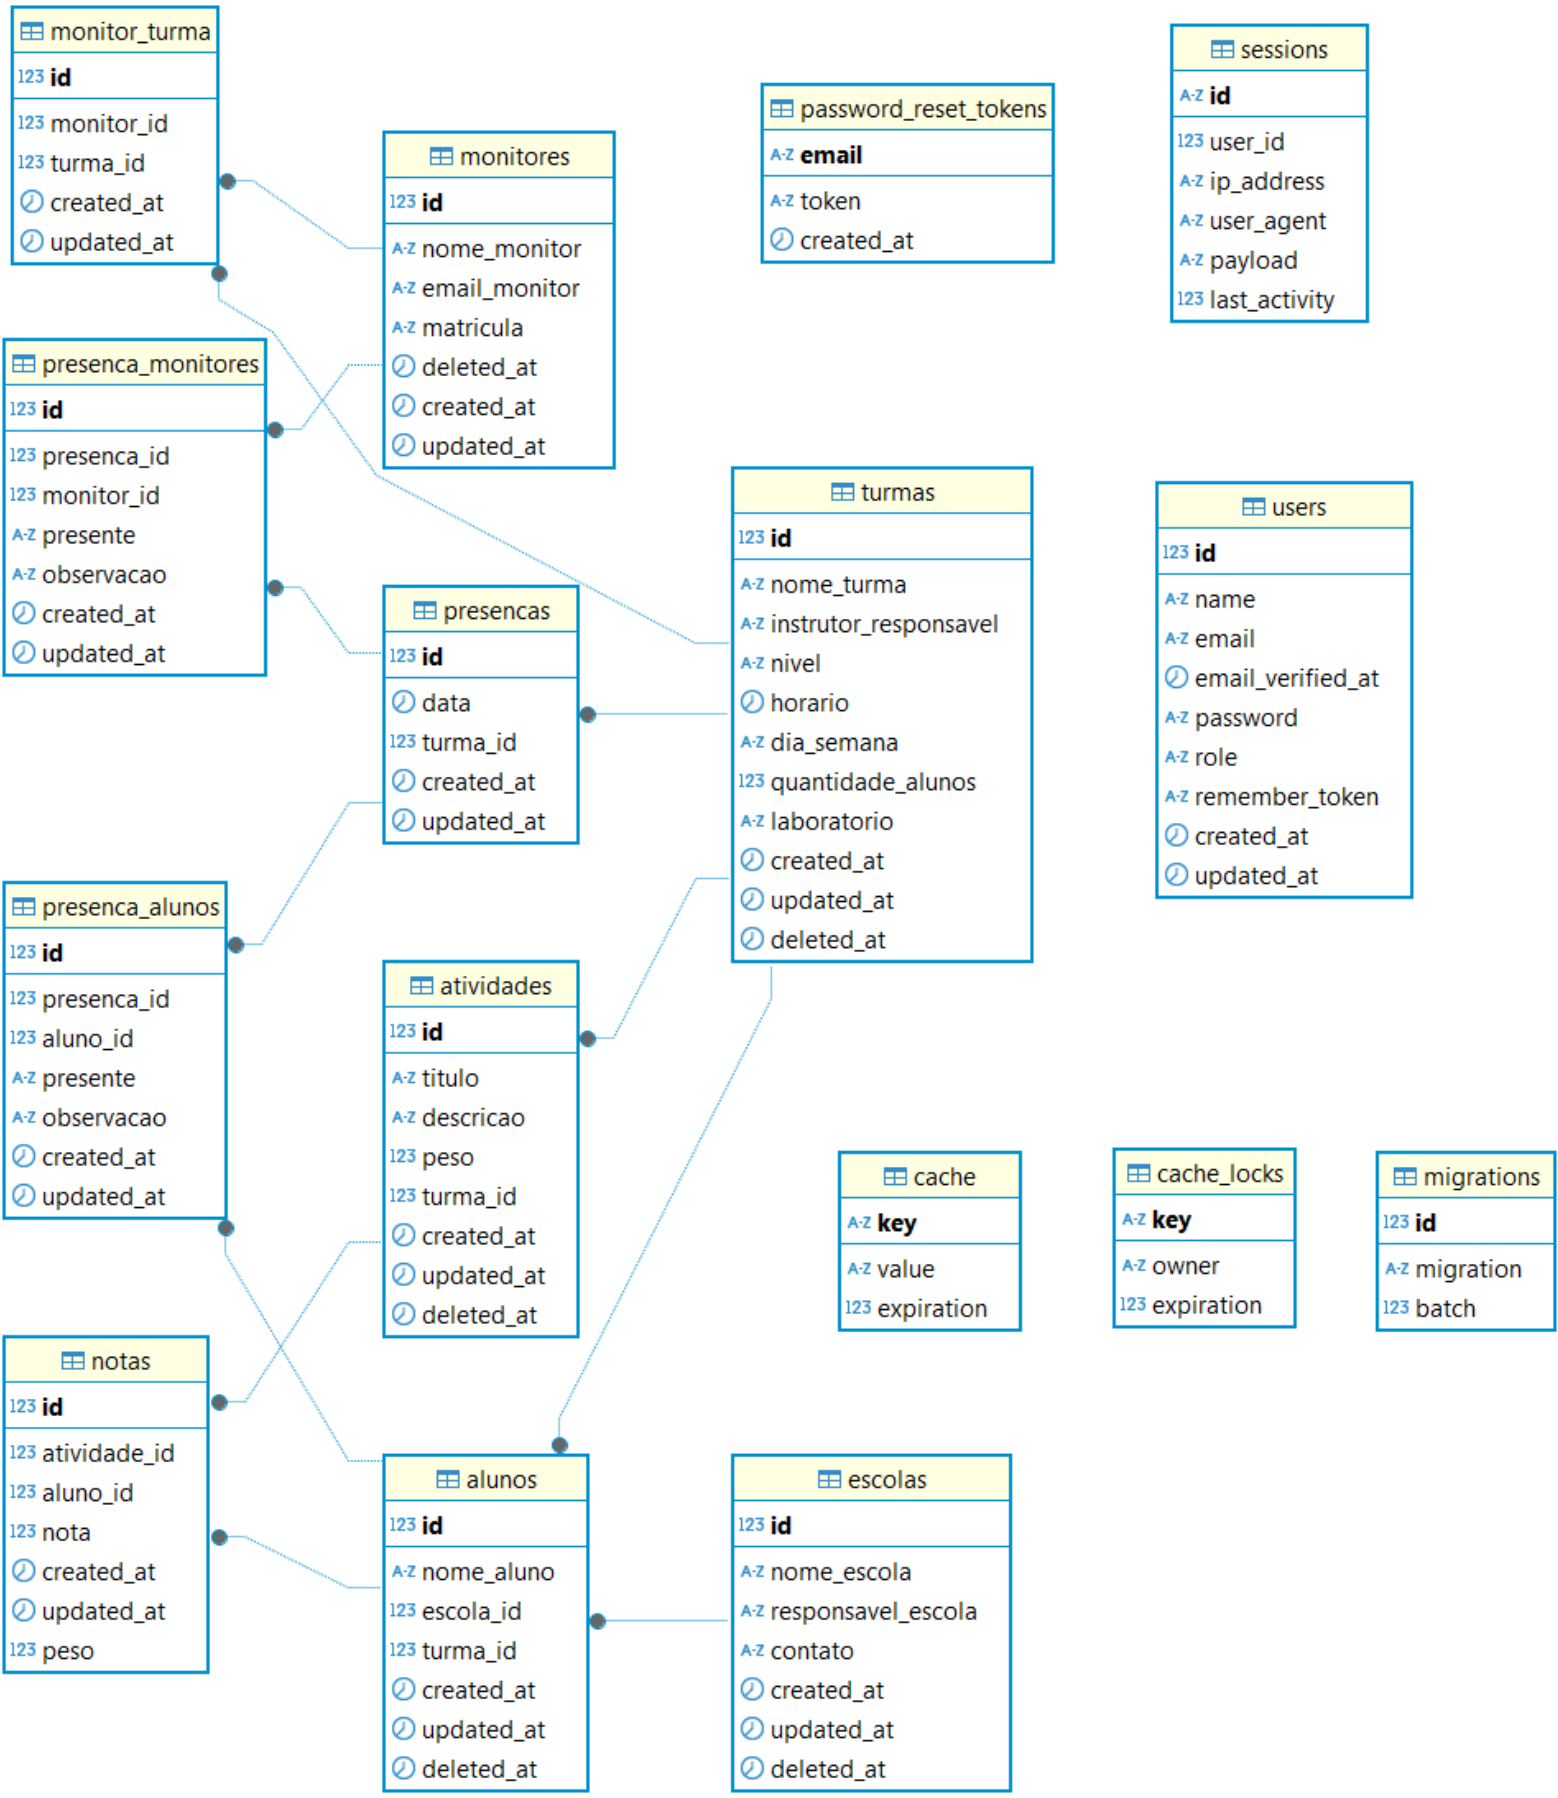 monitor_turma
123 id
123 monitor_id
123 turma_id
created_at
updated_at
monitores
123 id
A-Z nome_monitor
A-Z email_monitor
A-Z matricula
deleted_at
created_at
updated_at
password_reset_tokens
A-Z email
A-Z token
created_at
sessions
A-Z id
123 user_id
A-Z ip_address
A-Z user_agent
A-Z payload
123 last_activity
presenca_monitores
123 id
123 presenca_id
123 monitor_id
A-Z presente
A-Z observacao
created_at
updated_at
presencas
123 id
data
123 turma_id
created_at
updated_at
turmas
123 id
A-Z nome_turma
A-Z instrutor_responsavel
A-Z nivel
horario
A-Z dia_semana
123 quantidade_alunos
A-Z laboratorio
created_at
updated_at
deleted_at
users
123 id
A-Z name
A-Z email
email_verified_at
A-Z password
A-Z role
A-Z remember_token
created_at
updated_at
presenca_alunos
123 id
123 presenca_id
123 aluno_id
A-Z presente
A-Z observacao
created_at
updated_at
atividades
123 id
A-Z titulo
A-Z descricao
123 peso
123 turma_id
created_at
updated_at
deleted_at
cache
A-Z key
A-Z value
123 expiration
cache_locks
A-Z key
A-Z owner
123 expiration
migrations
123 id
A-Z migration
123 batch
notas
123 id
123 atividade_id
123 aluno_id
123 nota
created_at
updated_at
123 peso
alunos
123 id
A-Z nome_aluno
123 escola_id
123 turma_id
created_at
updated_at
deleted_at
escolas
123 id
A-Z nome_escola
A-Z responsavel_escola
A-Z contato
created_at
updated_at
deleted_at